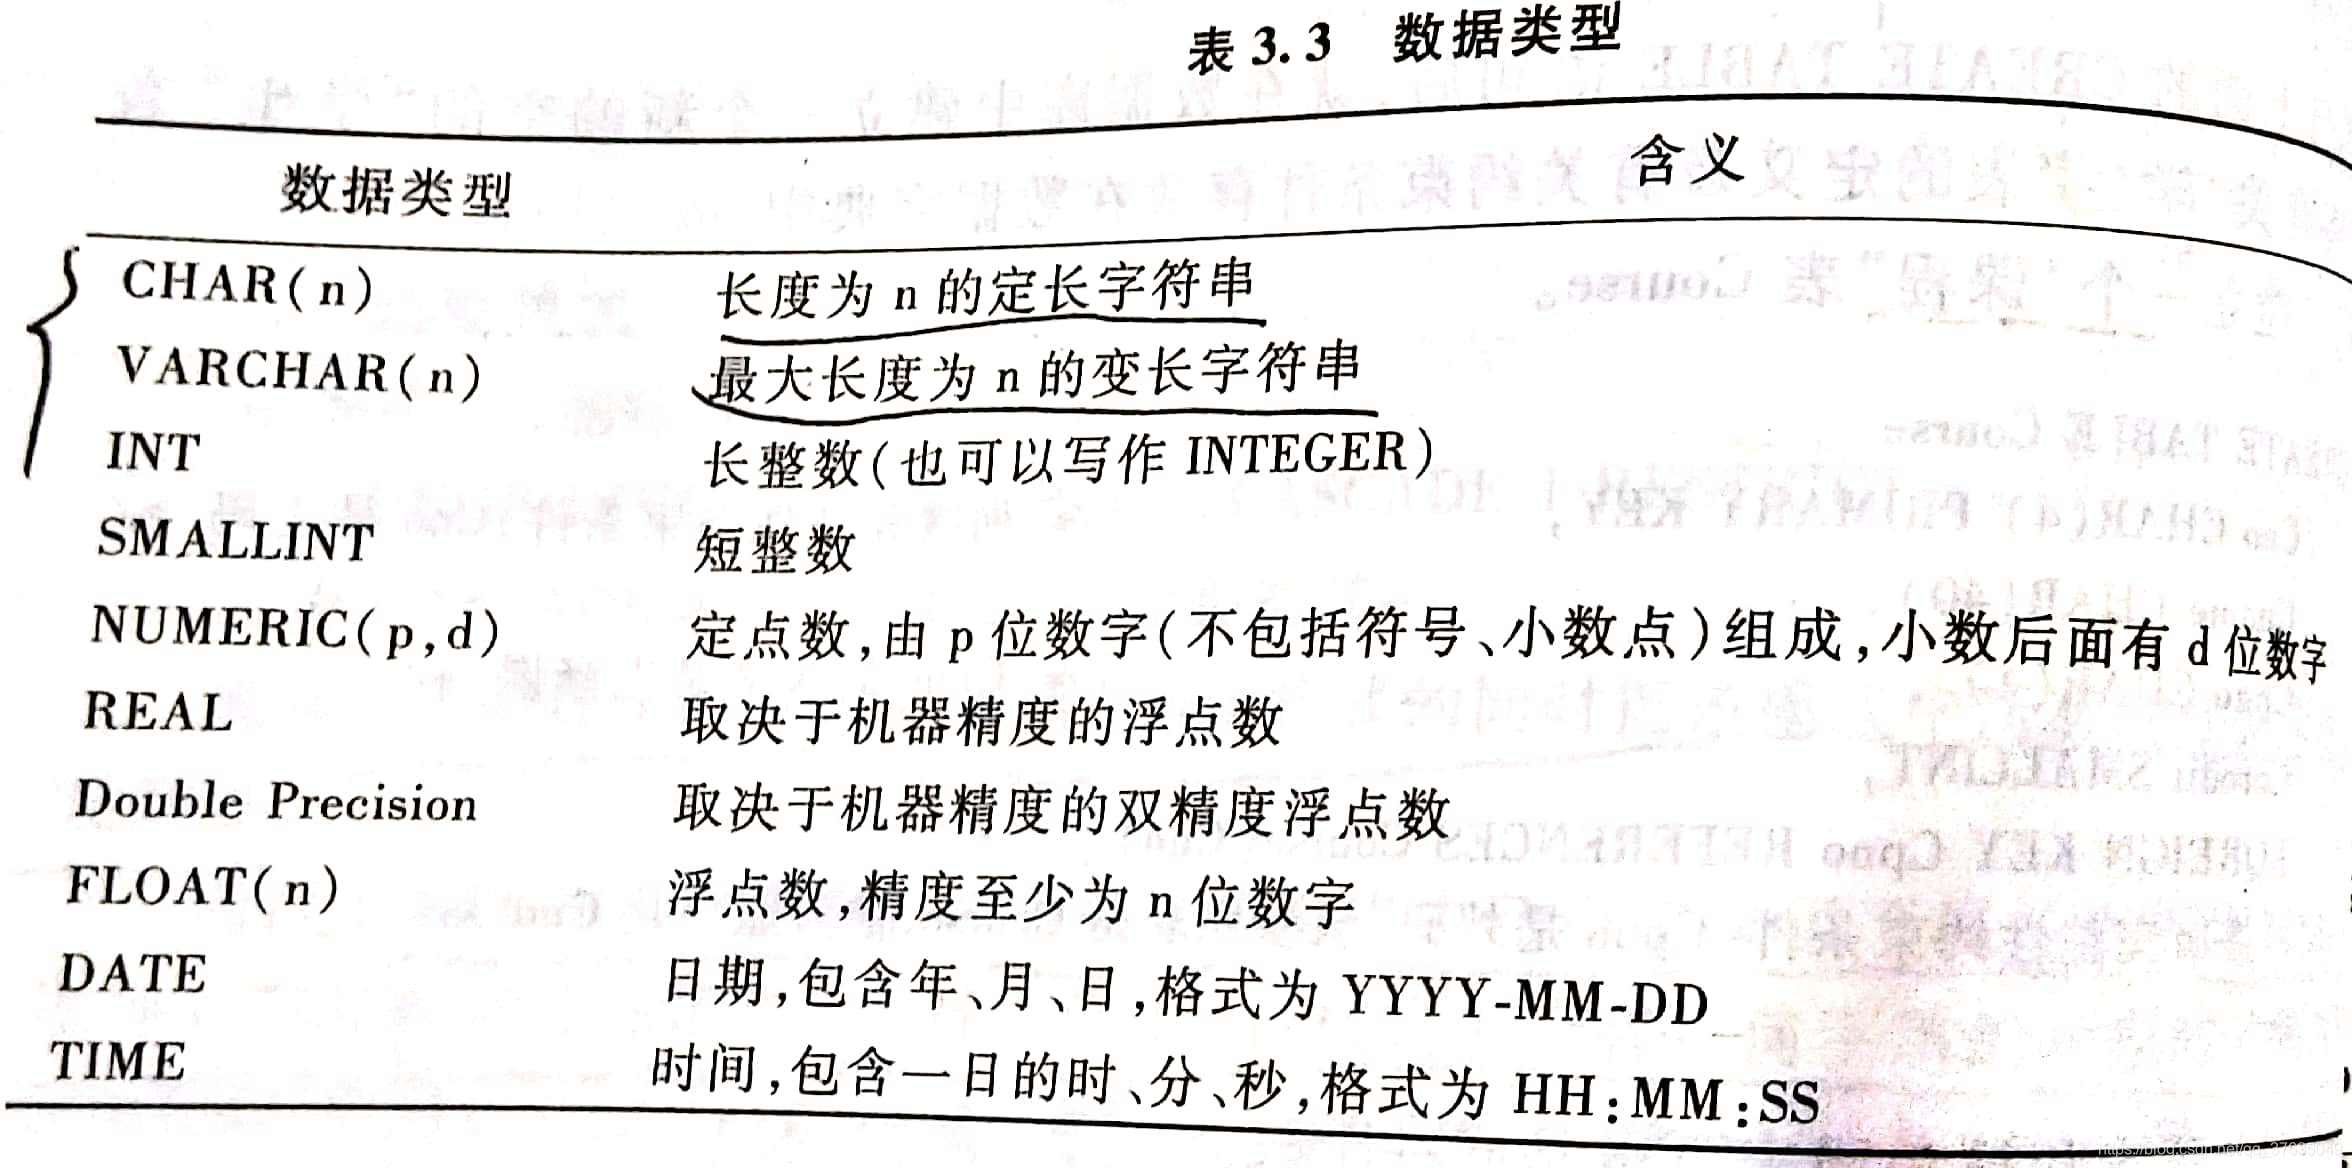 表 3.3 数据类型
数据类型 含义
CHAR(n) 长度为 n 的定长字符串
VARCHAR(n) 最大长度为 n 的变长字符串
INT 长整数(也可以写作 INTEGER)
SMALLINT 短整数
NUMERIC(p,d) 定点数,由 p 位数字(不包括符号、小数点)组成,小数后面有 d 位数字
REAL 取决于机器精度的浮点数
Double Precision 取决于机器精度的双精度浮点数
FLOAT(n) 浮点数,精度至少为 n 位数字
DATE 日期,包含年、月、日,格式为 YYYY-MM-DD
TIME 时间,包含一日的时、分、秒,格式为 HH:MM:SS